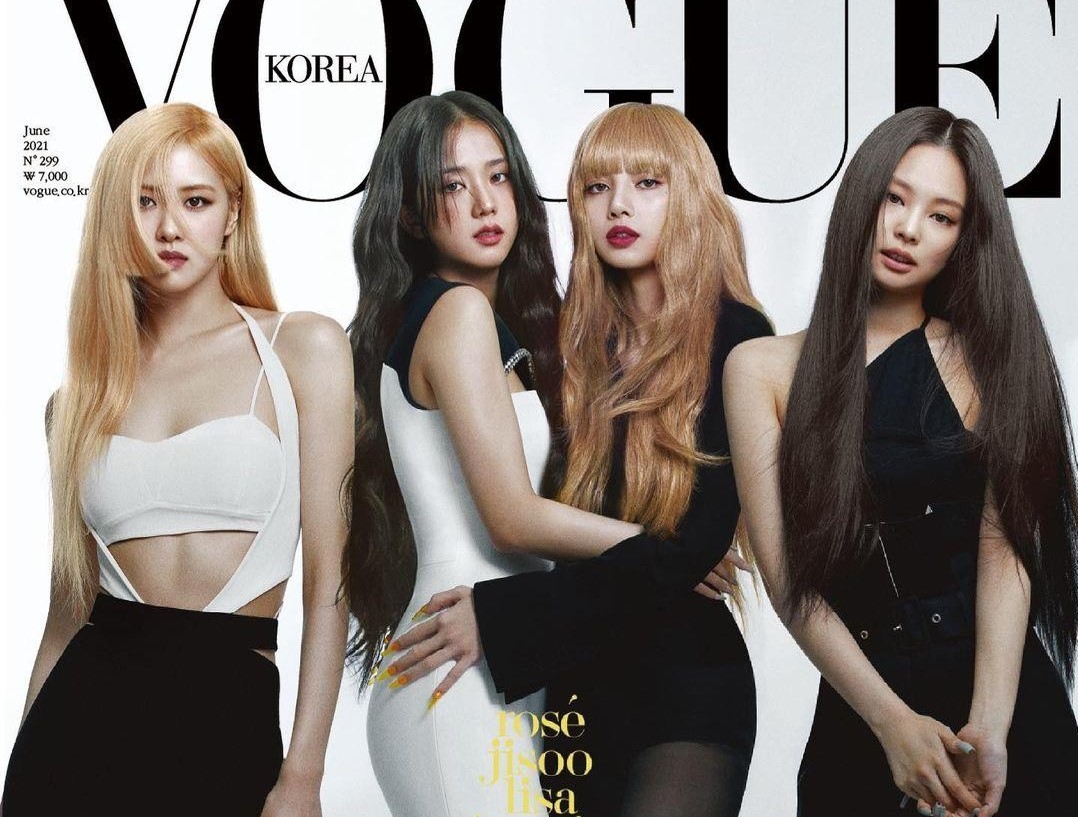 VOGUE
KOREA
June
2021
N° 299
₩ 7,000
vogue.co.kr
rosé
jisoo
lisa